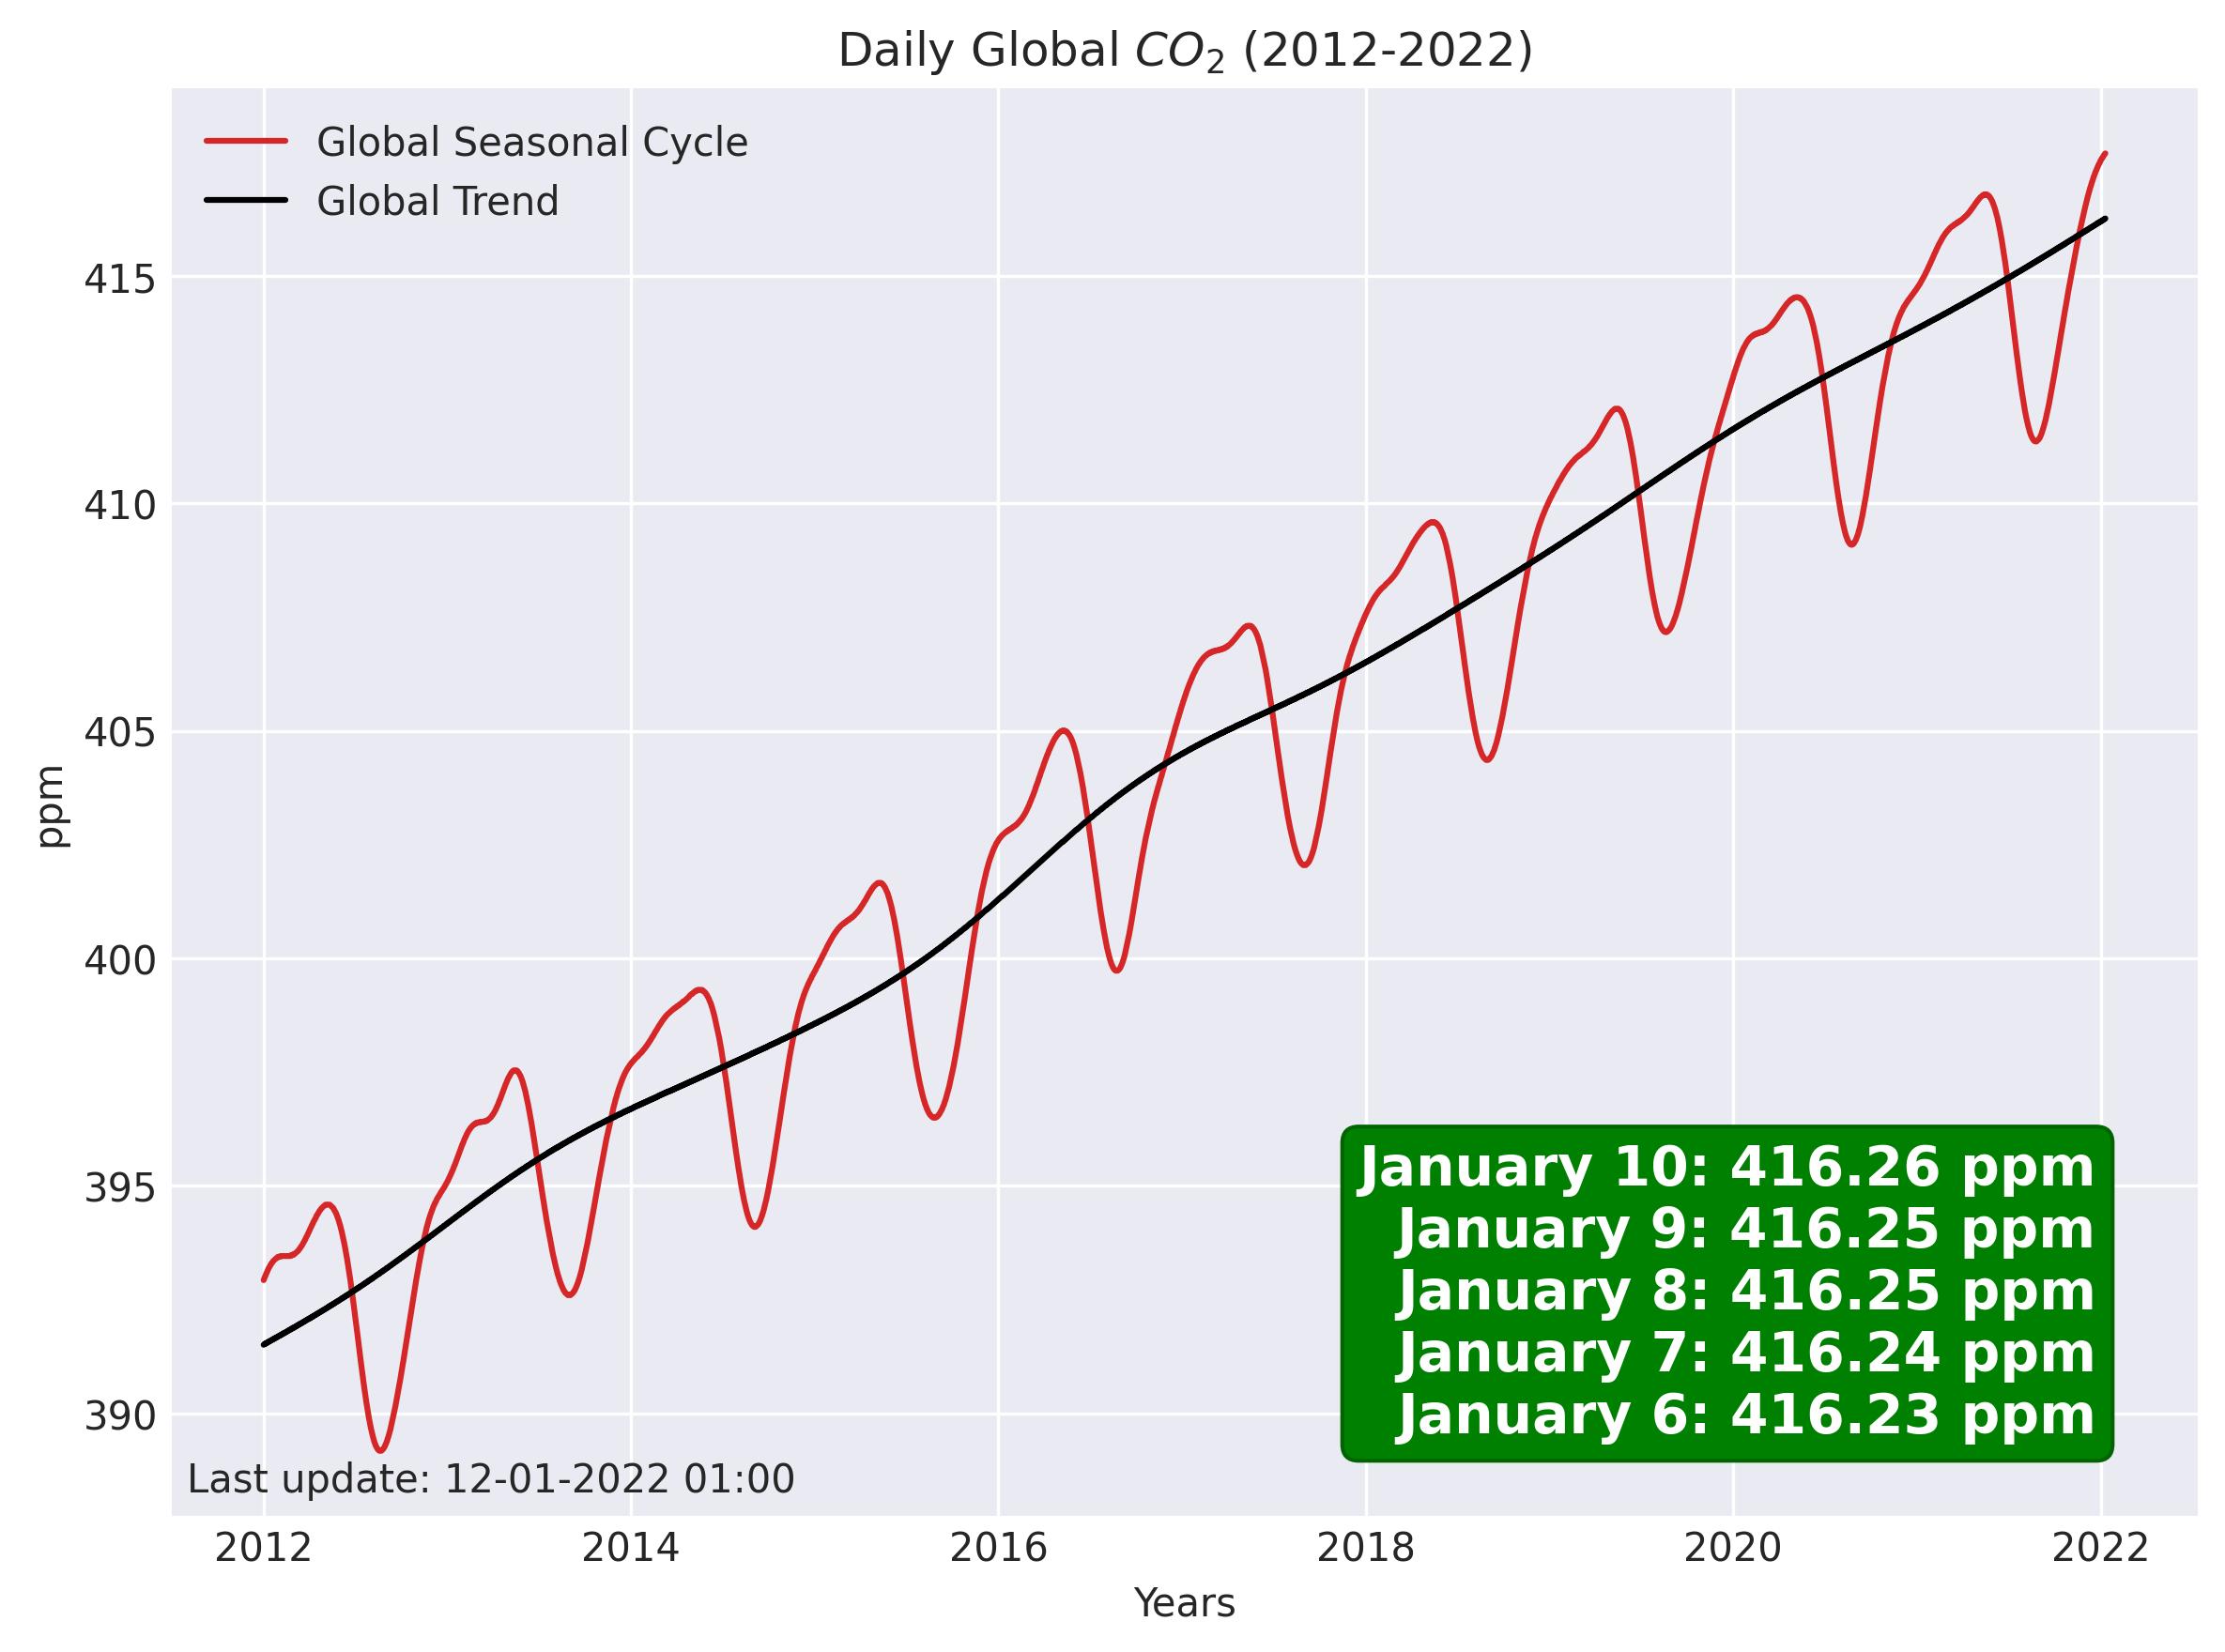 Daily Global CO₂ (2012-2022)
Global Seasonal Cycle
Global Trend
415
410
405
400
395
390
ppm
January 10: 416.26 ppm
January 9: 416.25 ppm
January 8: 416.25 ppm
January 7: 416.24 ppm
January 6: 416.23 ppm
Last update: 12-01-2022 01:00
2012 2014 2016 2018 2020 2022
Years